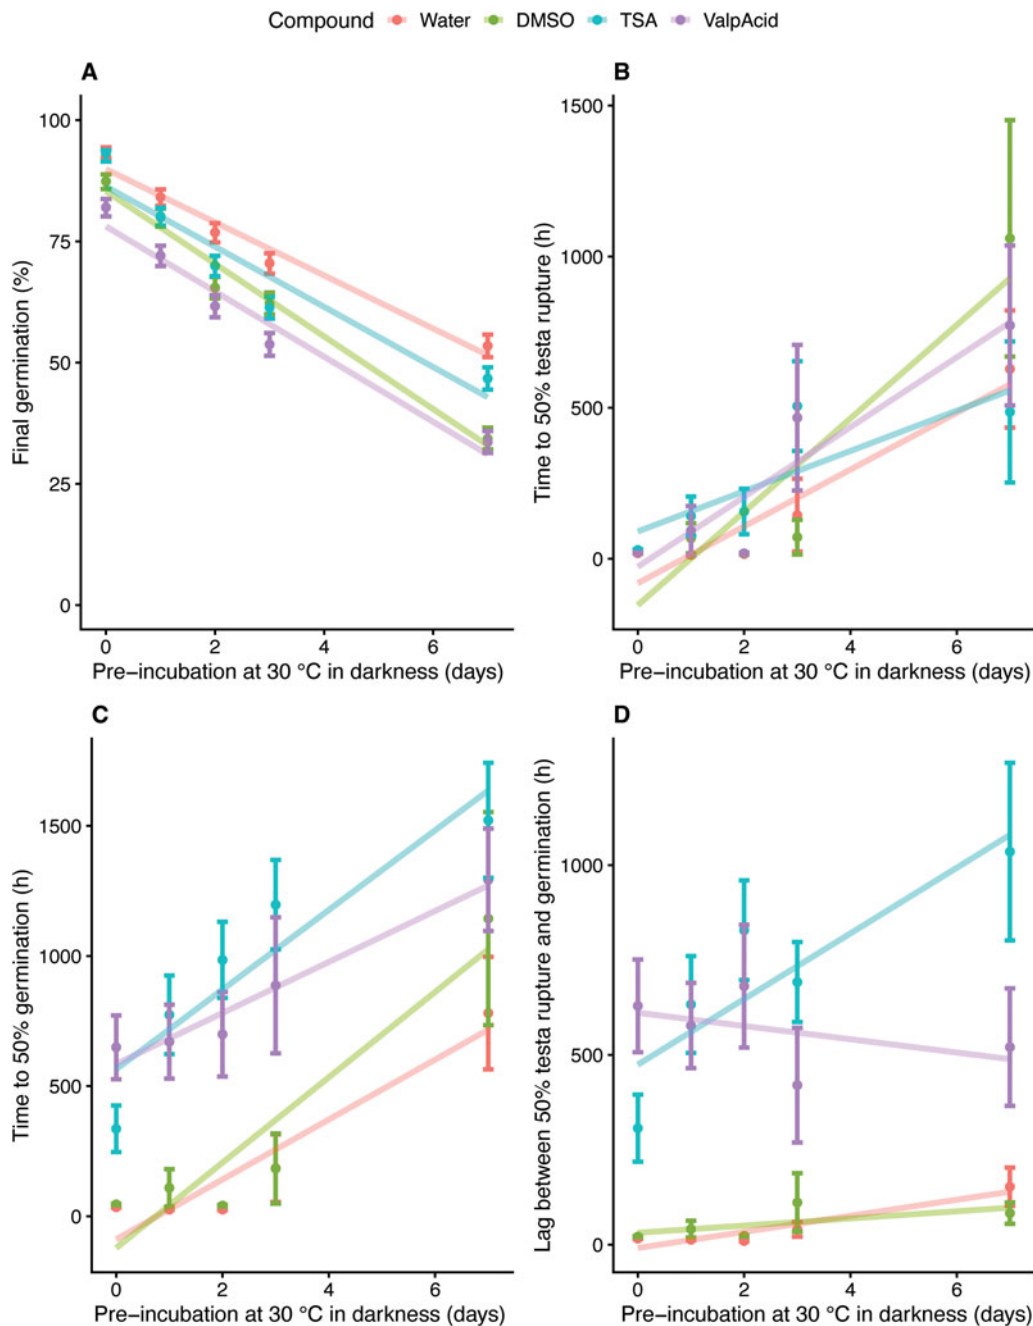 Compound Water DMSO TSA ValpAcid
A
100
75
50
25
0
Final germination (%)
0 2 4 6
Pre−incubation at 30 °C in darkness (days)
B
1500
1000
500
0
Time to 50% testa rupture (h)
0 2 4 6
Pre−incubation at 30 °C in darkness (days)
C
1500
1000
500
0
Time to 50% germination (h)
0 2 4 6
Pre−incubation at 30 °C in darkness (days)
D
1000
500
0
Lag between 50% testa rupture and germination (h)
0 2 4 6
Pre−incubation at 30 °C in darkness (days)